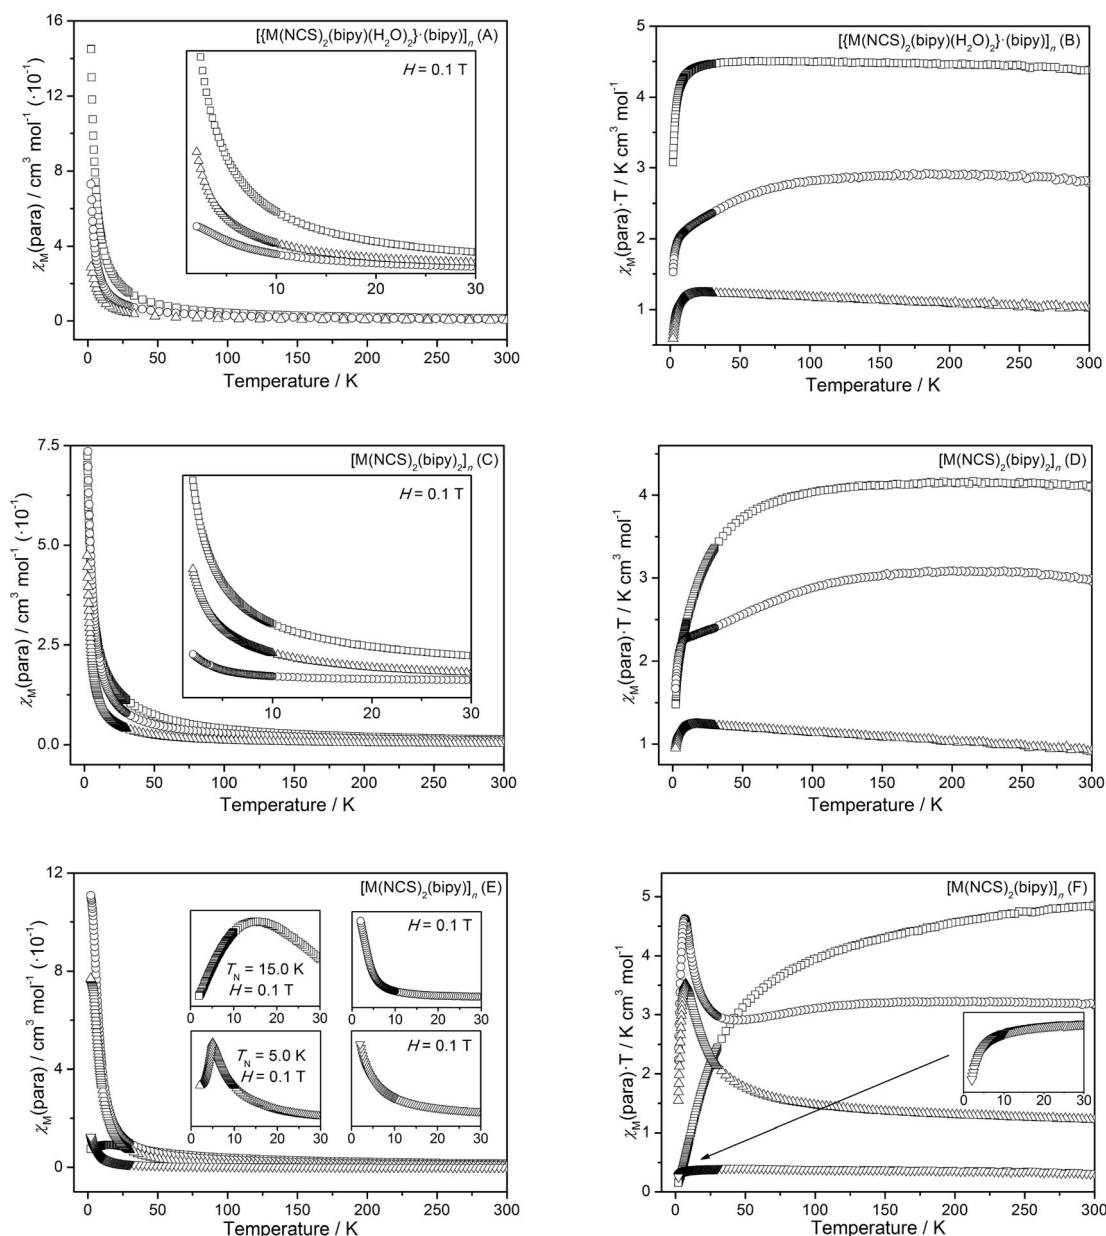 [{M(NCS)₂(bipy)(H₂O)₂}·(bipy)]ₙ (A)
H = 0.1 T
16
12
8
4
0
χM(para) / cm³ mol⁻¹ (·10⁻¹)
10 20 30
0 50 100 150 200 250 300
Temperature / K
[{M(NCS)₂(bipy)(H₂O)₂}·(bipy)]ₙ (B)
5
4
3
2
1
χM(para)·T / K cm³ mol⁻¹
0 50 100 150 200 250 300
Temperature / K
[M(NCS)₂(bipy)₂]ₙ (C)
H = 0.1 T
7.5
5.0
2.5
0.0
χM(para) / cm³ mol⁻¹ (·10⁻¹)
10 20 30
0 50 100 150 200 250 300
Temperature / K
[M(NCS)₂(bipy)₂]ₙ (D)
4
3
2
1
χM(para)·T / K cm³ mol⁻¹
0 50 100 150 200 250 300
Temperature / K
[M(NCS)₂(bipy)]ₙ (E)
12
9
6
3
0
χM(para) / cm³ mol⁻¹ (·10⁻¹)
TN = 15.0 K
H = 0.1 T
0 10 20 30
H = 0.1 T
0 10 20 30
TN = 5.0 K
H = 0.1 T
0 10 20 30
H = 0.1 T
0 10 20 30
0 50 100 150 200 250 300
Temperature / K
[M(NCS)₂(bipy)]ₙ (F)
5
4
3
2
1
0
χM(para)·T / K cm³ mol⁻¹
0 10 20 30
0 50 100 150 200 250 300
Temperature / K